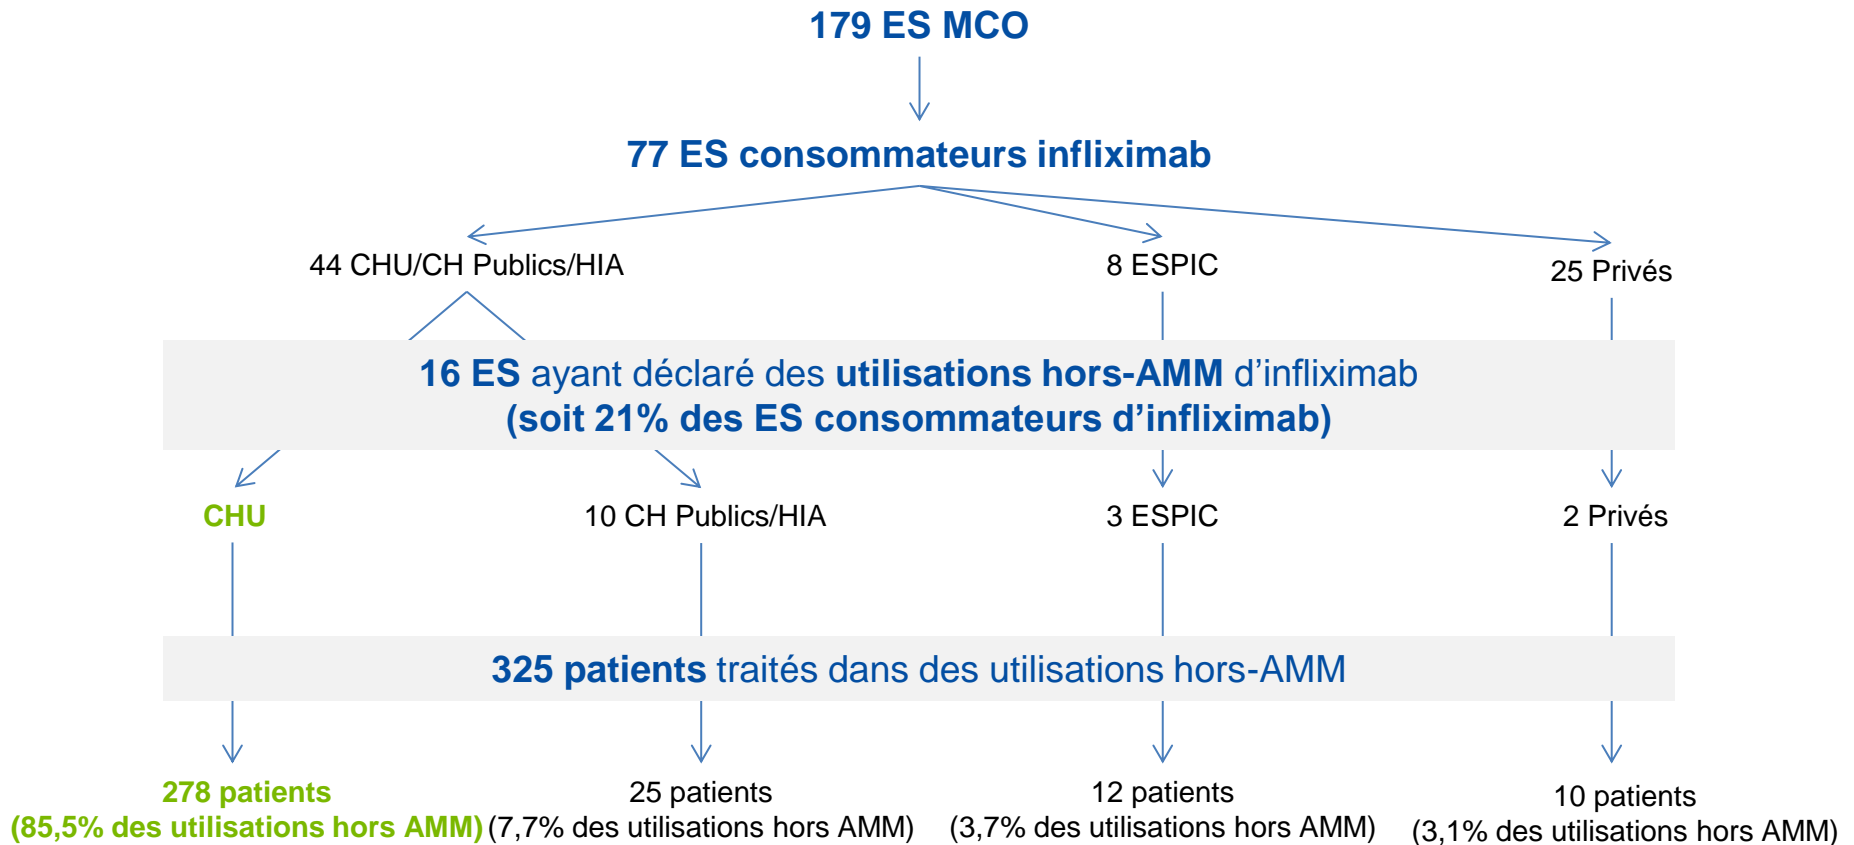 179 ES MCO
77 ES consommateurs infliximab
44 CHU/CH Publics/HIA
8 ESPIC
25 Privés
16 ES ayant déclaré des utilisations hors-AMM d’infliximab
(soit 21% des ES consommateurs d’infliximab)
CHU
10 CH Publics/HIA
3 ESPIC
2 Privés
325 patients traités dans des utilisations hors-AMM
278 patients
(85,5% des utilisations hors AMM)
25 patients
(7,7% des utilisations hors AMM)
12 patients
(3,7% des utilisations hors AMM)
10 patients
(3,1% des utilisations hors AMM)